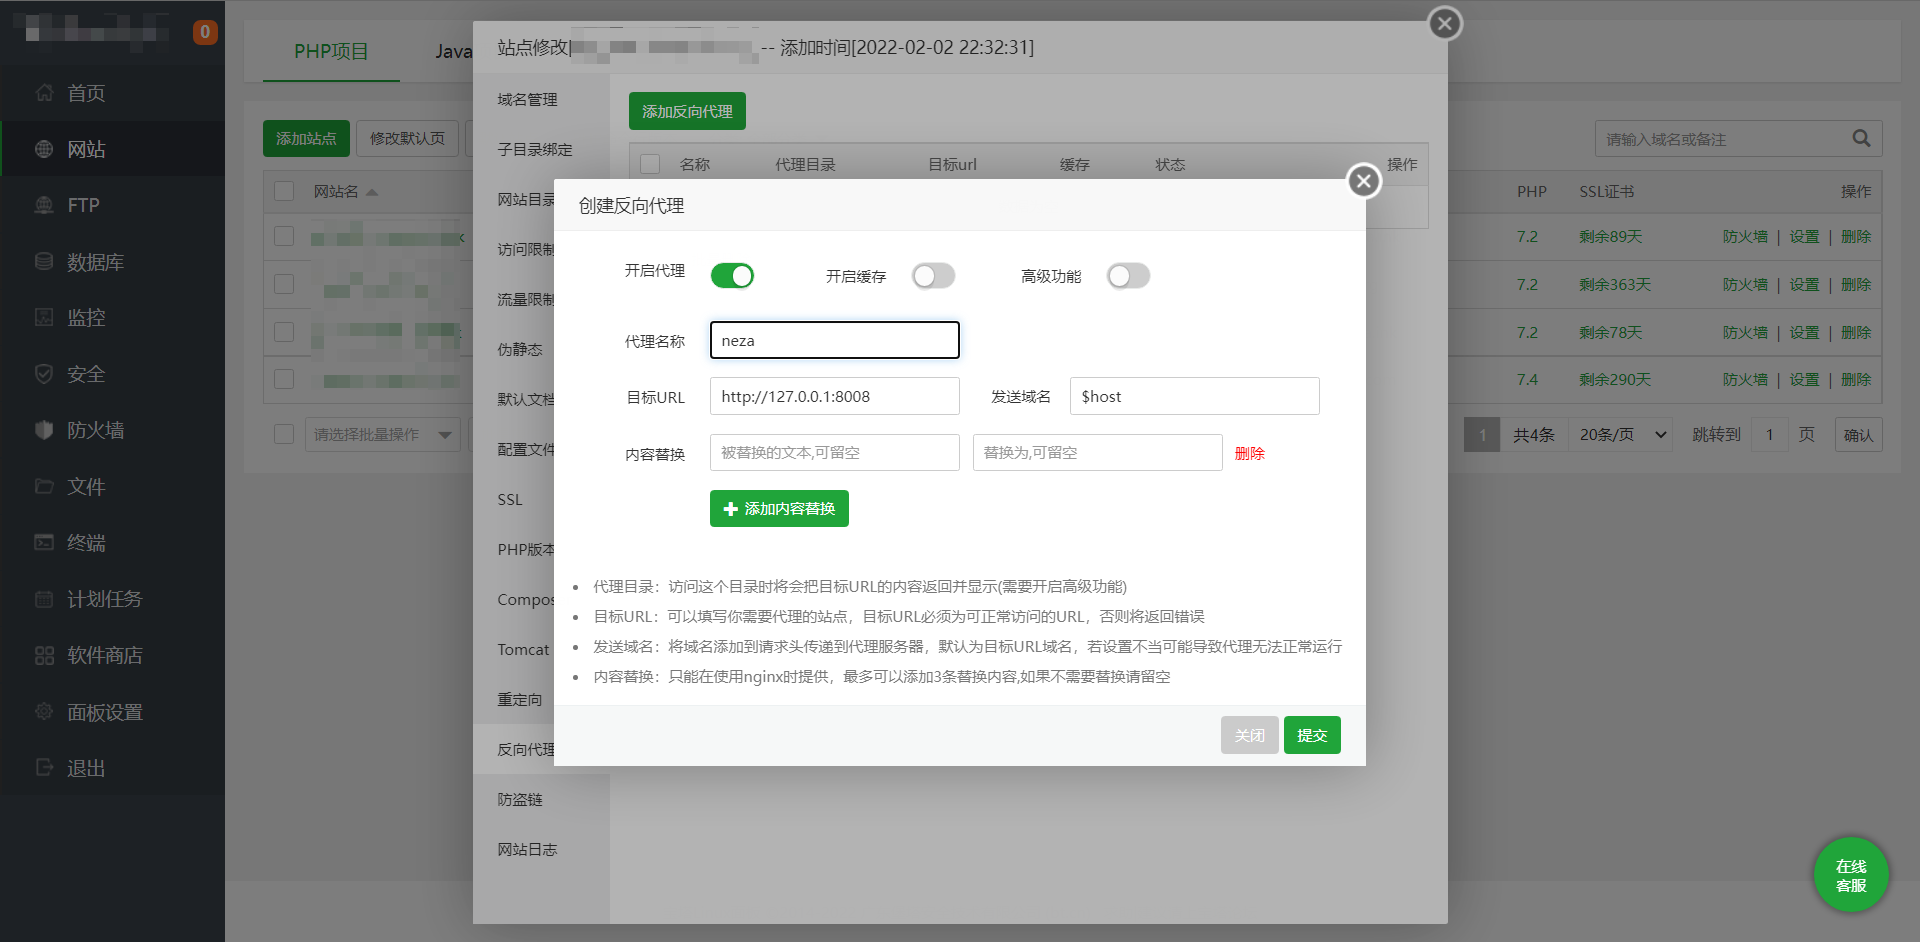 0
首页
网站
FTP
数据库
监控
安全
防火墙
文件
终端
计划任务
软件商店
面板设置
退出
PHP项目
Java
添加站点
修改默认页
请输入域名或备注
网站名
PHP
SSL证书
操作
7.2
剩余89天
防火墙 | 设置 | 删除
7.2
剩余363天
防火墙 | 设置 | 删除
7.2
剩余78天
防火墙 | 设置 | 删除
7.4
剩余290天
防火墙 | 设置 | 删除
请选择批量操作
1
共4条
20条/页
跳转到
1
页
确认
站点修改[
-- 添加时间[2022-02-02 22:32:31]
域名管理
子目录绑定
网站目录
访问限制
流量限制
伪静态
默认文档
配置文件
SSL
PHP版本
Compos
Tomcat
重定向
反向代理
防盗链
网站日志
添加反向代理
名称
代理目录
目标url
缓存
状态
操作
创建反向代理
开启代理
开启缓存
高级功能
代理名称
neza
目标URL
http://127.0.0.1:8008
发送域名
$host
内容替换
被替换的文本,可留空
替换为,可留空
删除
添加内容替换
代理目录：访问这个目录时将会把目标URL的内容返回并显示(需要开启高级功能)
目标URL：可以填写你需要代理的站点，目标URL必须为可正常访问的URL，否则将返回错误
发送域名：将域名添加到请求头传递到代理服务器，默认为目标URL域名，若设置不当可能导致代理无法正常运行
内容替换：只能在使用nginx时提供，最多可以添加3条替换内容,如果不需要替换请留空
关闭
提交
在线
客服